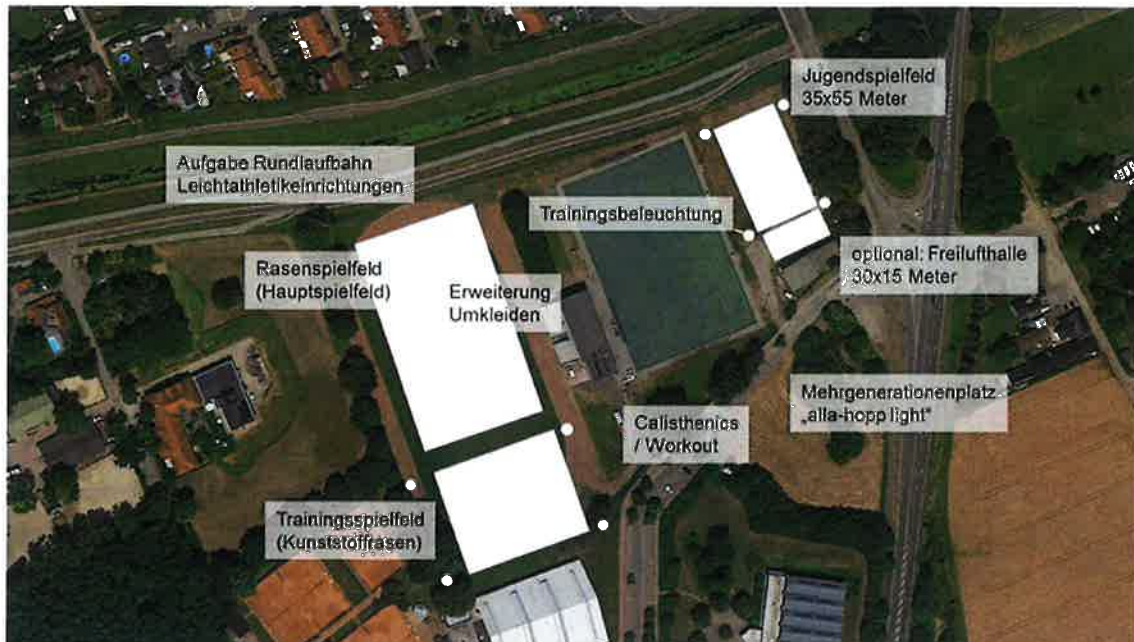 Jugendspielfeld
35x55 Meter
Aufgabe Rundlaufbahn
Leichtathletikeinrichtungen
Trainingsbeleuchtung
Rasenspielfeld
(Hauptspielfeld)
Erweiterung
Umkleiden
optional: Freilufthalle
30x15 Meter
Mehrgenerationenplatz
„alla-hopp light“
Calisthenics
/ Workout
Trainingsspielfeld
(Kunststoffrasen)